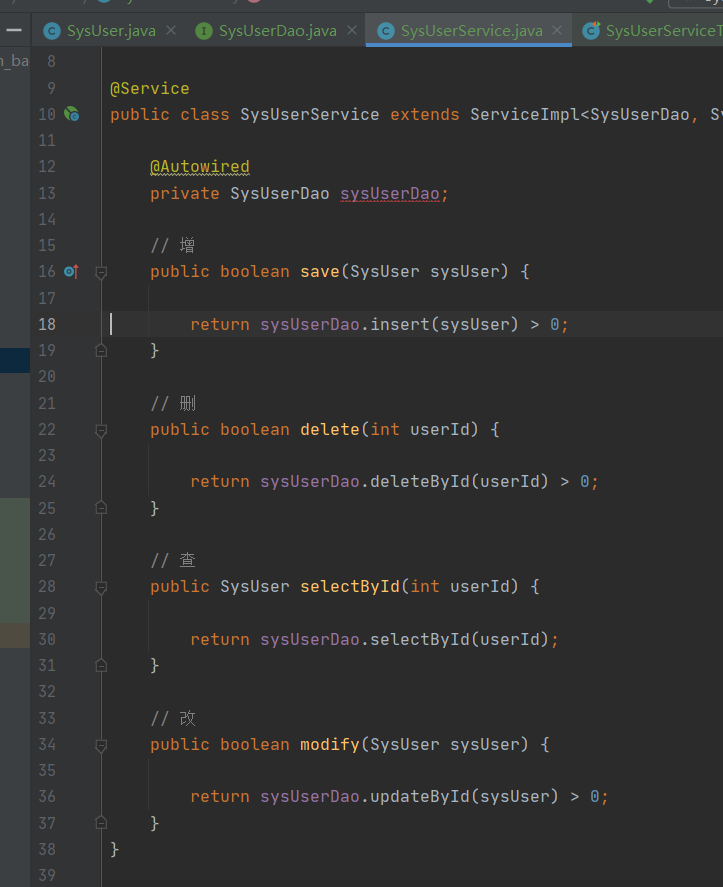 SysUser.java SysUserDao.java SysUserService.java SysUserServiceT
8
9 @Service
10 public class SysUserService extends ServiceImpl<SysUserDao, Sy
11
12 @Autowired
13 private SysUserDao sysUserDao;
14
15 // 增
16 public boolean save(SysUser sysUser) {
17
18 return sysUserDao.insert(sysUser) > 0;
19 }
20
21 // 删
22 public boolean delete(int userId) {
23
24 return sysUserDao.deleteById(userId) > 0;
25 }
26
27 // 查
28 public SysUser selectById(int userId) {
29
30 return sysUserDao.selectById(userId);
31 }
32
33 // 改
34 public boolean modify(SysUser sysUser) {
35
36 return sysUserDao.updateById(sysUser) > 0;
37 }
38 }
39